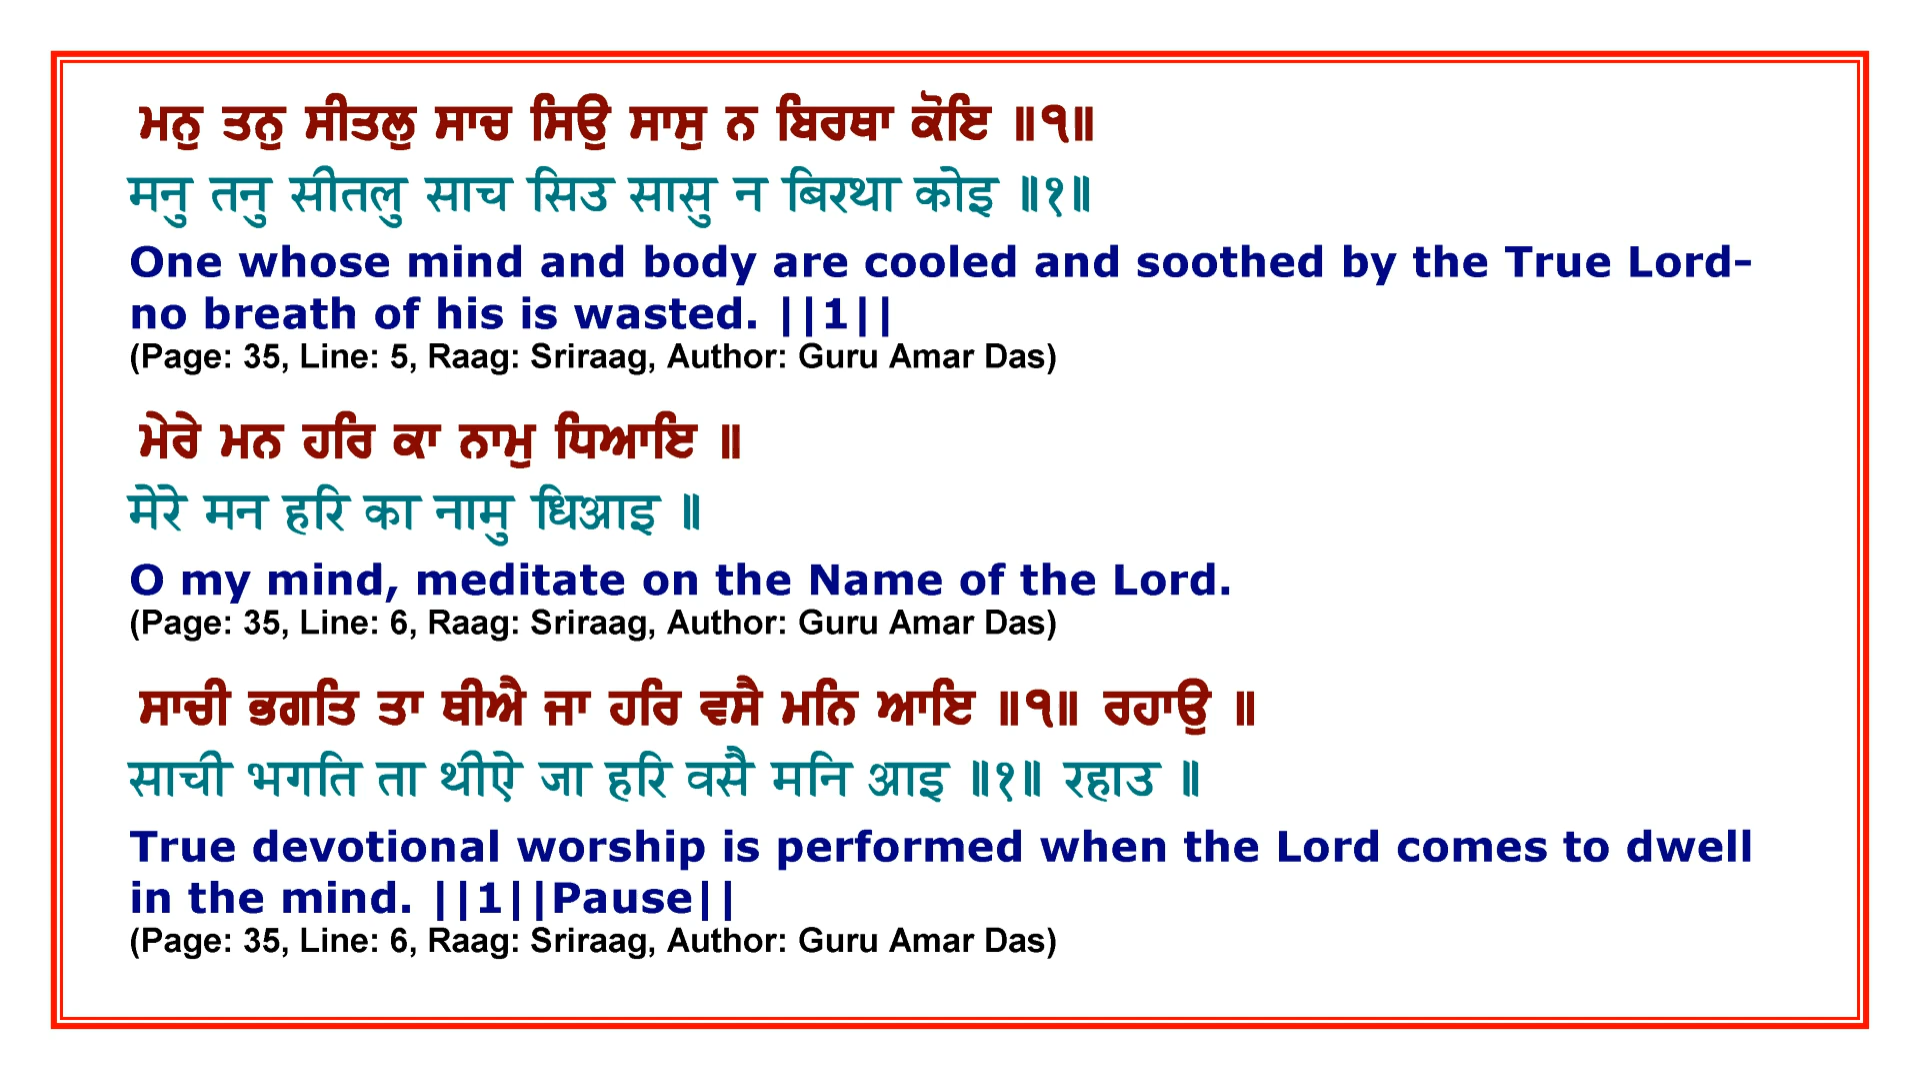 ਮਨੁ ਤਨੁ ਸੀਤਲੁ ਸਾਚ ਸਿਉ ਸਾਸੁ ਨ ਬਿਰਥਾ ਕੋਇ ॥੧॥
मनु तनु सीतलु साच सिउ सासु न बिरथा कोइ ॥१॥
One whose mind and body are cooled and soothed by the True Lord-
no breath of his is wasted. ||1||
(Page: 35, Line: 5, Raag: Sriraag, Author: Guru Amar Das)
ਮੇਰੇ ਮਨ ਹਰਿ ਕਾ ਨਾਮੁ ਧਿਆਇ ॥
मेरे मन हरि का नामु धिआइ ॥
O my mind, meditate on the Name of the Lord.
(Page: 35, Line: 6, Raag: Sriraag, Author: Guru Amar Das)
ਸਾਚੀ ਭਗਤਿ ਤਾ ਥੀਐ ਜਾ ਹਰਿ ਵਸੈ ਮਨਿ ਆਇ ॥੧॥ ਰਹਾਉ ॥
साची भगति ता थीऐ जा हरि वसै मनि आइ ॥१॥ रहाउ ॥
True devotional worship is performed when the Lord comes to dwell
in the mind. ||1||Pause||
(Page: 35, Line: 6, Raag: Sriraag, Author: Guru Amar Das)